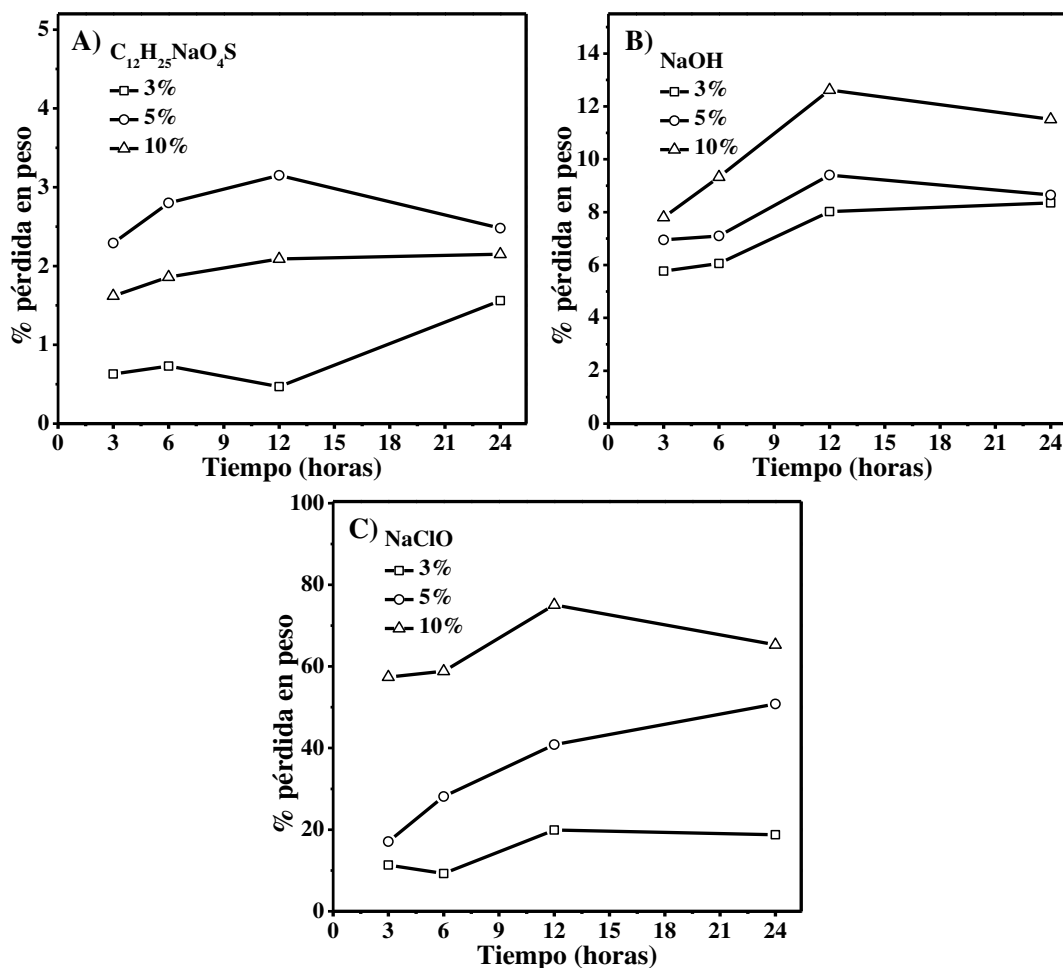 A)
C₁₂H₂₅NaO₄S
3%
5%
10%
% pérdida en peso
5
4
3
2
1
0
0 3 6 9 12 15 18 21 24
Tiempo (horas)
B)
NaOH
3%
5%
10%
% pérdida en peso
14
12
10
8
6
4
2
0
0 3 6 9 12 15 18 21 24
Tiempo (horas)
C)
NaClO
3%
5%
10%
% pérdida en peso
100
80
60
40
20
0
0 3 6 9 12 15 18 21 24
Tiempo (horas)